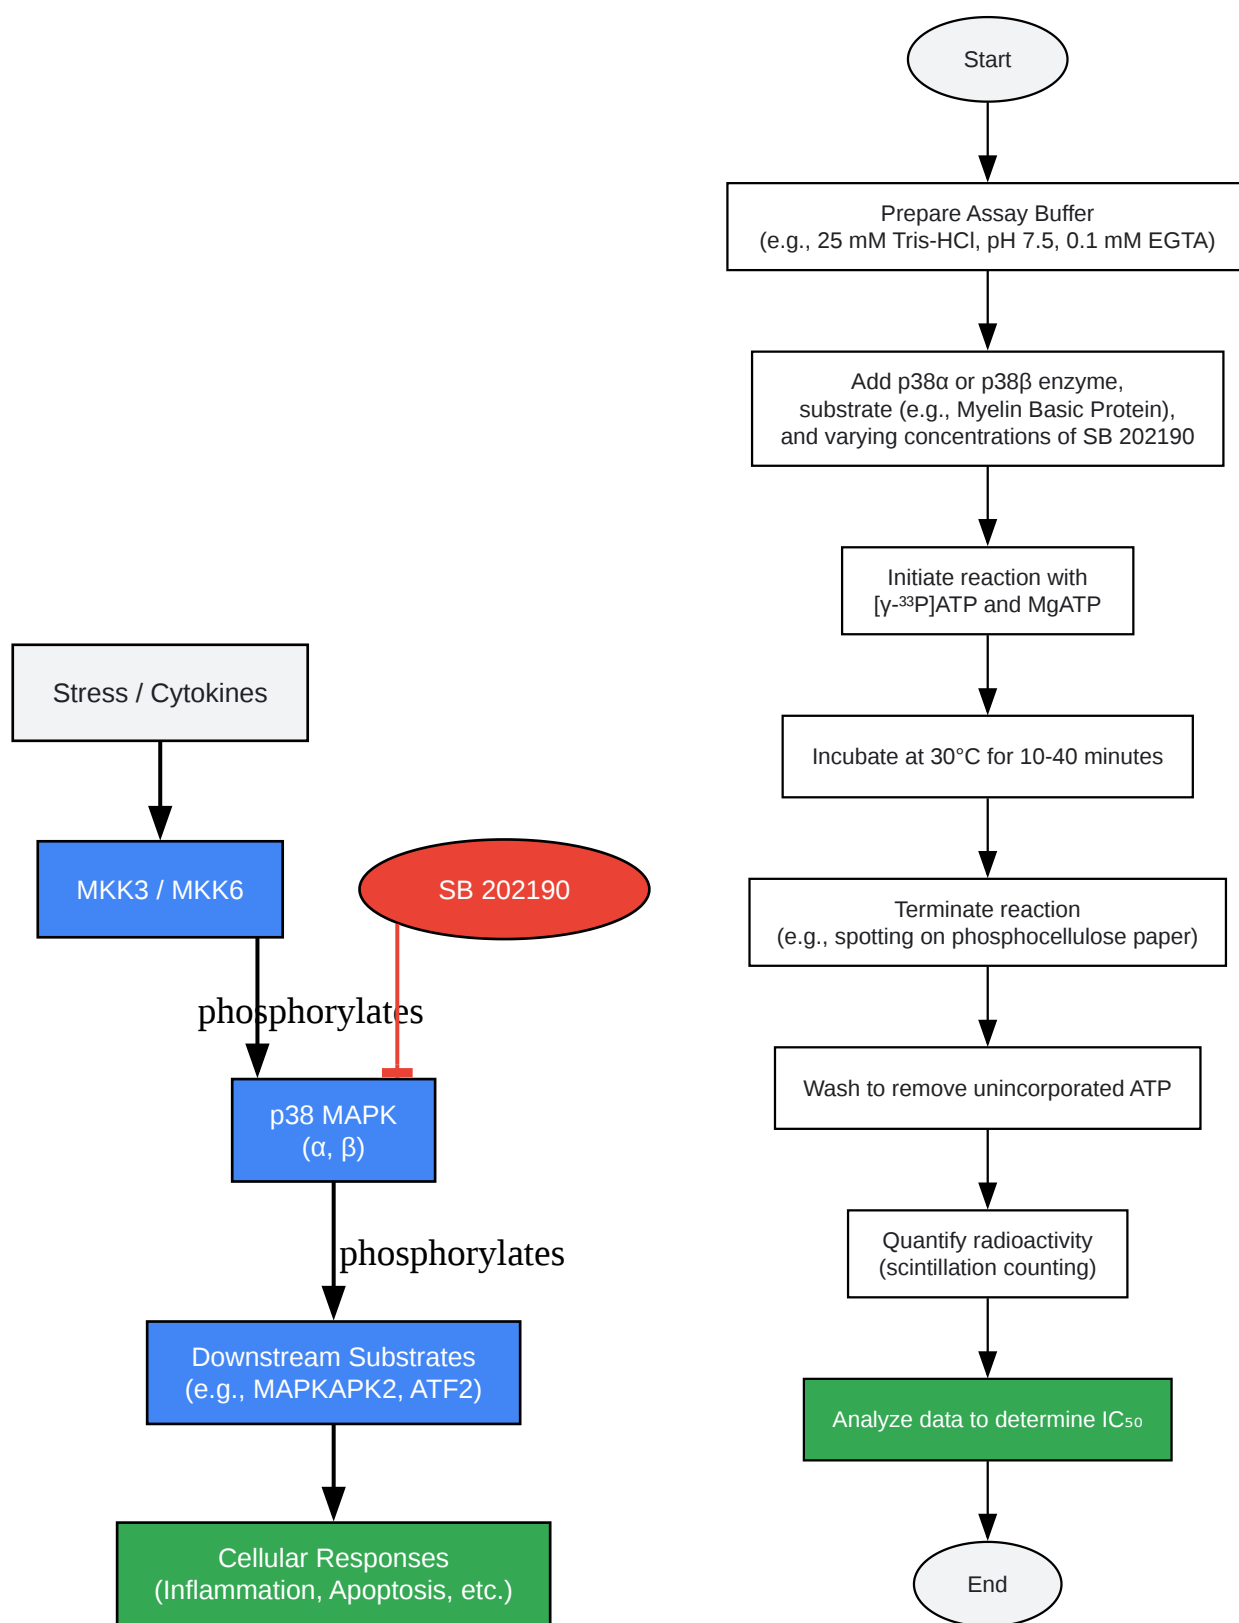 Stress / Cytokines
MKK3 / MKK6
SB 202190
phosphorylates
p38 MAPK
(α, β)
phosphorylates
Downstream Substrates
(e.g., MAPKAPK2, ATF2)
Cellular Responses
(Inflammation, Apoptosis, etc.)
Start
Prepare Assay Buffer
(e.g., 25 mM Tris-HCl, pH 7.5, 0.1 mM EGTA)
Add p38α or p38β enzyme,
substrate (e.g., Myelin Basic Protein),
and varying concentrations of SB 202190
Initiate reaction with
[γ-³³P]ATP and MgATP
Incubate at 30°C for 10-40 minutes
Terminate reaction
(e.g., spotting on phosphocellulose paper)
Wash to remove unincorporated ATP
Quantify radioactivity
(scintillation counting)
Analyze data to determine IC₅₀
End